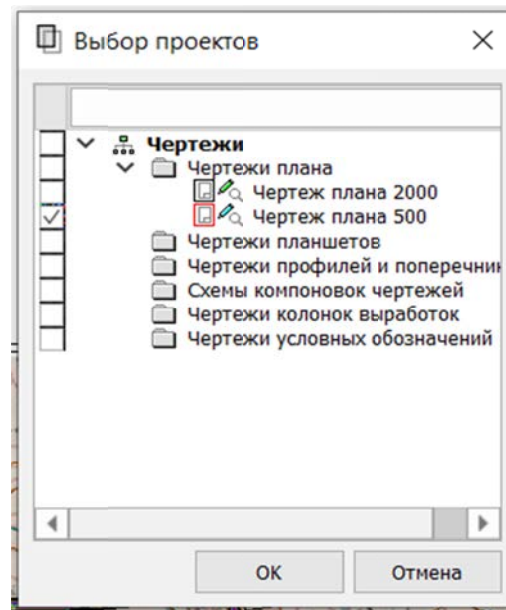 Выбор проектов
Чертежи
Чертежи плана
Чертеж плана 2000
Чертеж плана 500
Чертежи планшетов
Чертежи профилей и поперечник
Схемы компоновок чертежей
Чертежи колонок выработок
Чертежи условных обозначений
ОК
Отмена